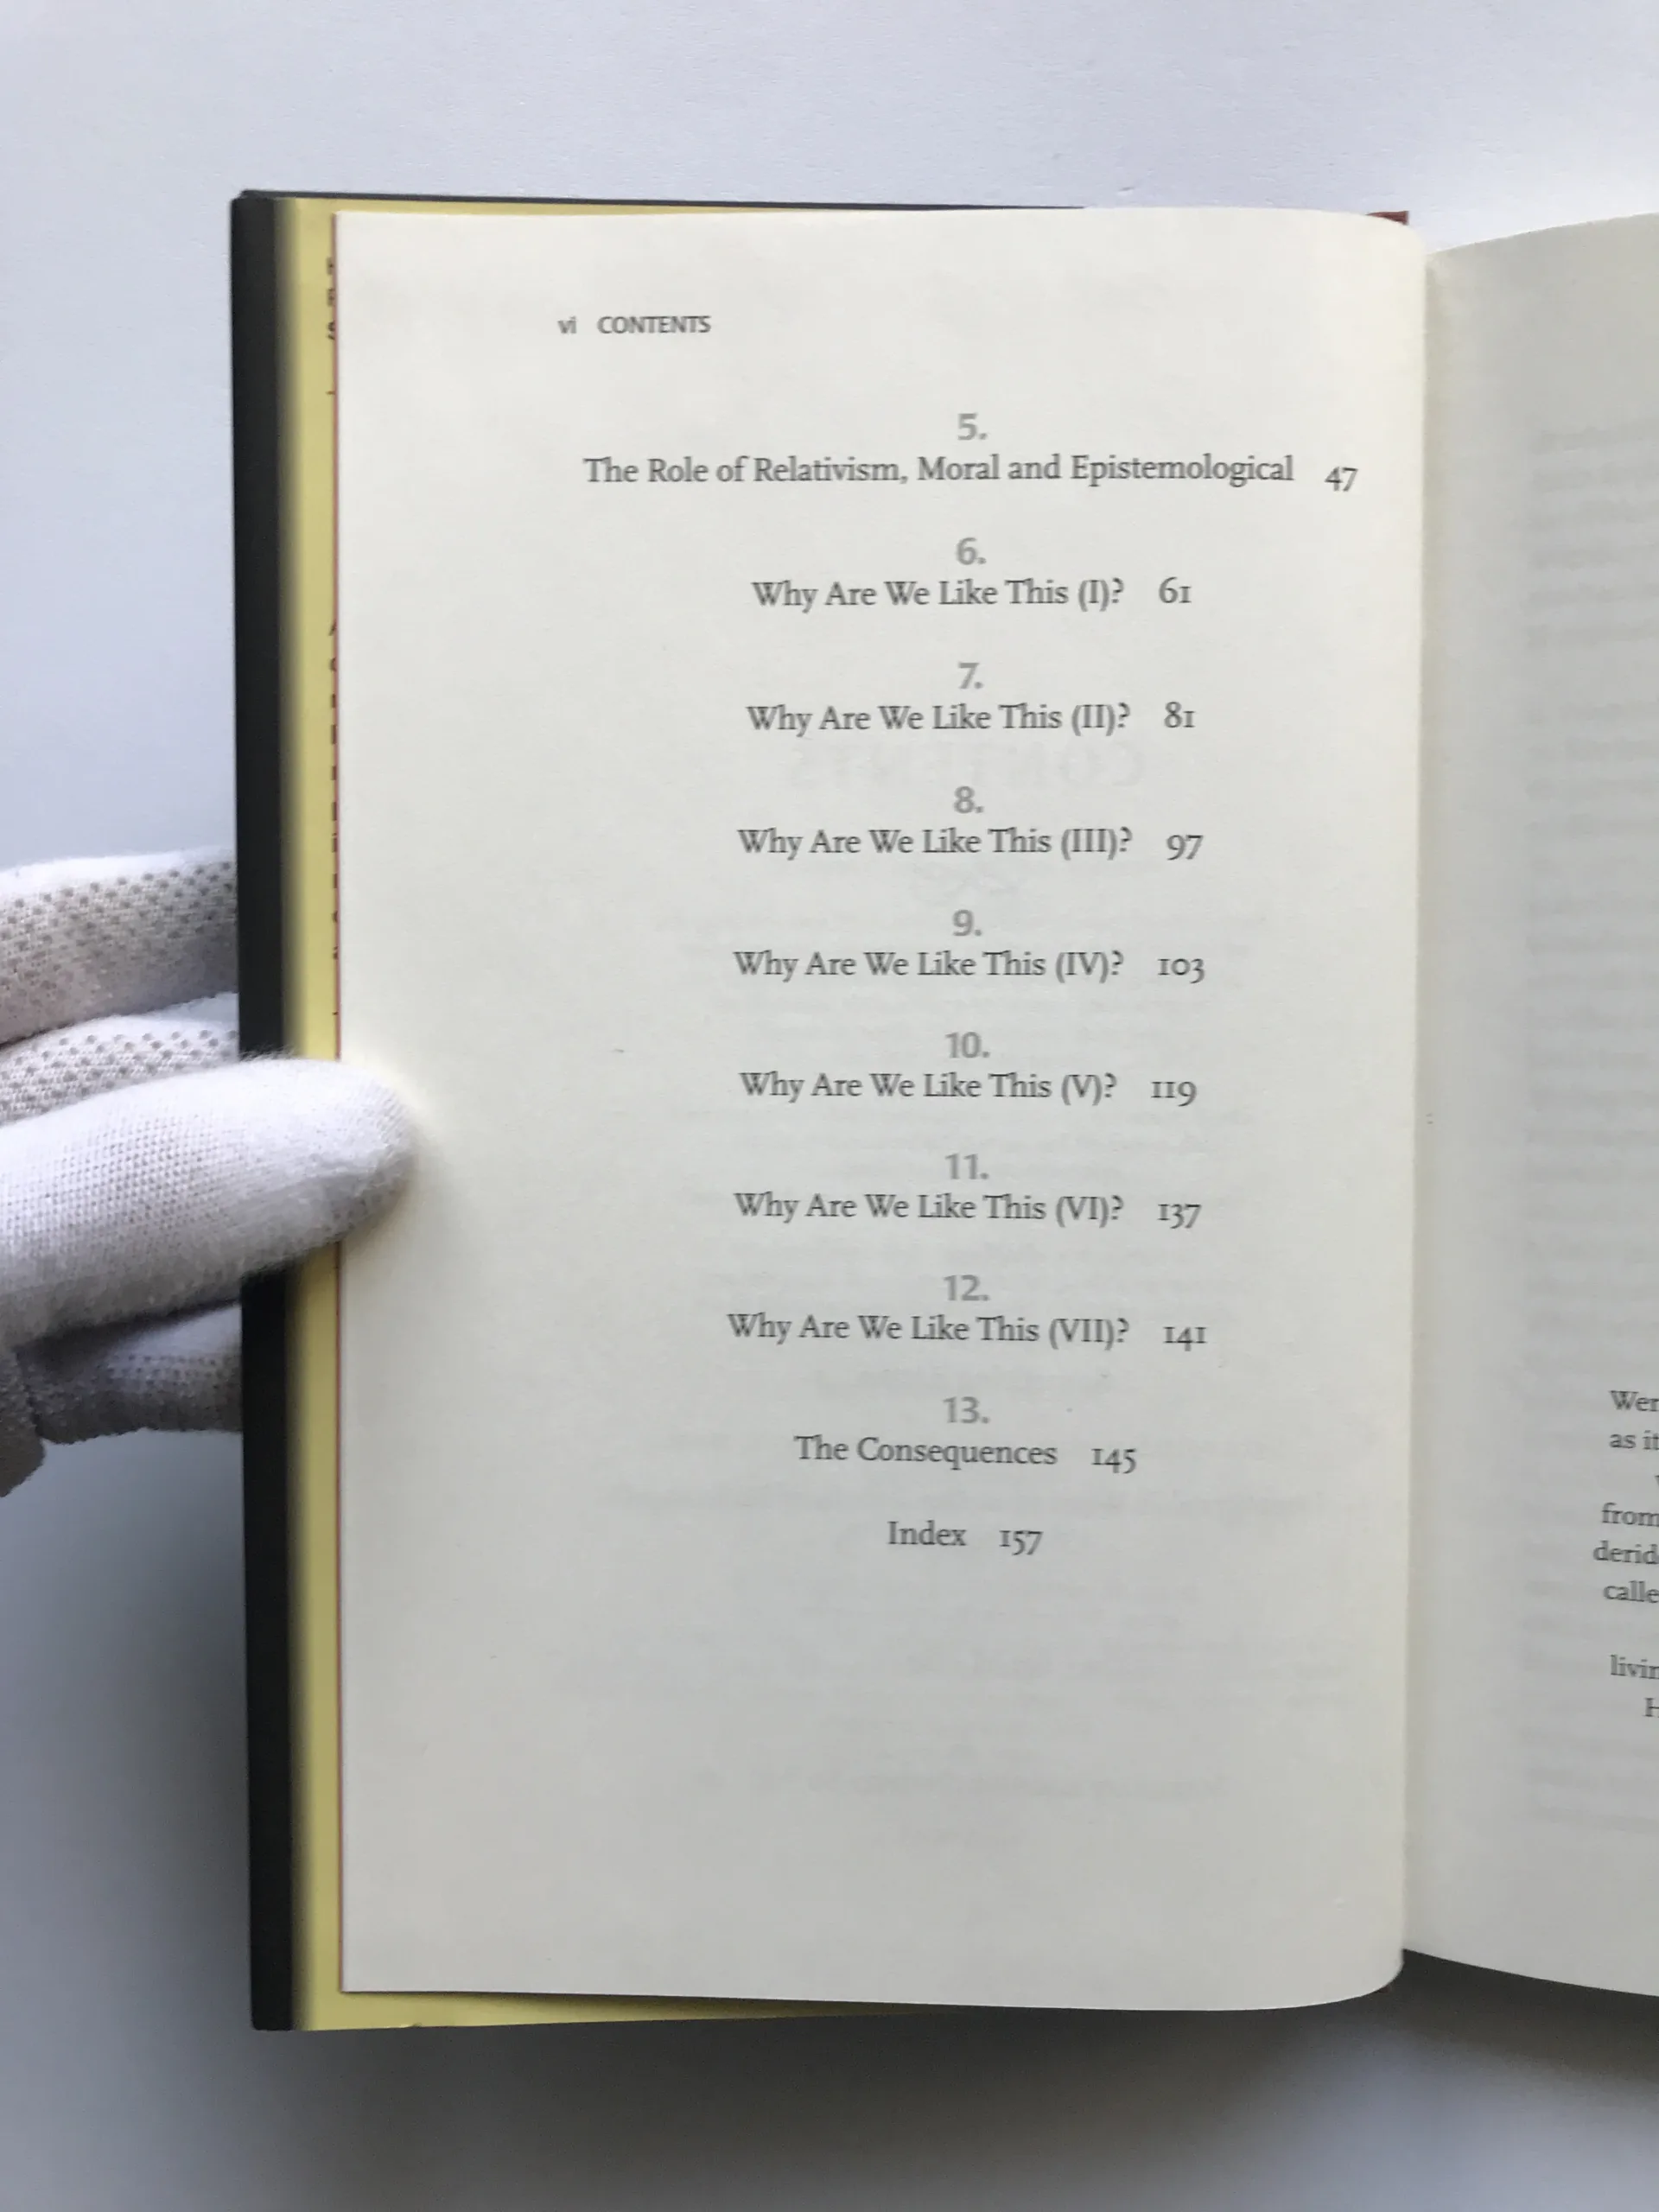 vi CONTENTS
5.
The Role of Relativism, Moral and Epistemological 47
6.
Why Are We Like This (I)? 61
7.
Why Are We Like This (II)? 81
8.
Why Are We Like This (III)? 97
9.
Why Are We Like This (IV)? 103
10.
Why Are We Like This (V)? 119
11.
Why Are We Like This (VI)? 137
12.
Why Are We Like This (VII)? 141
13.
The Consequences 145
Index 157
as it
from